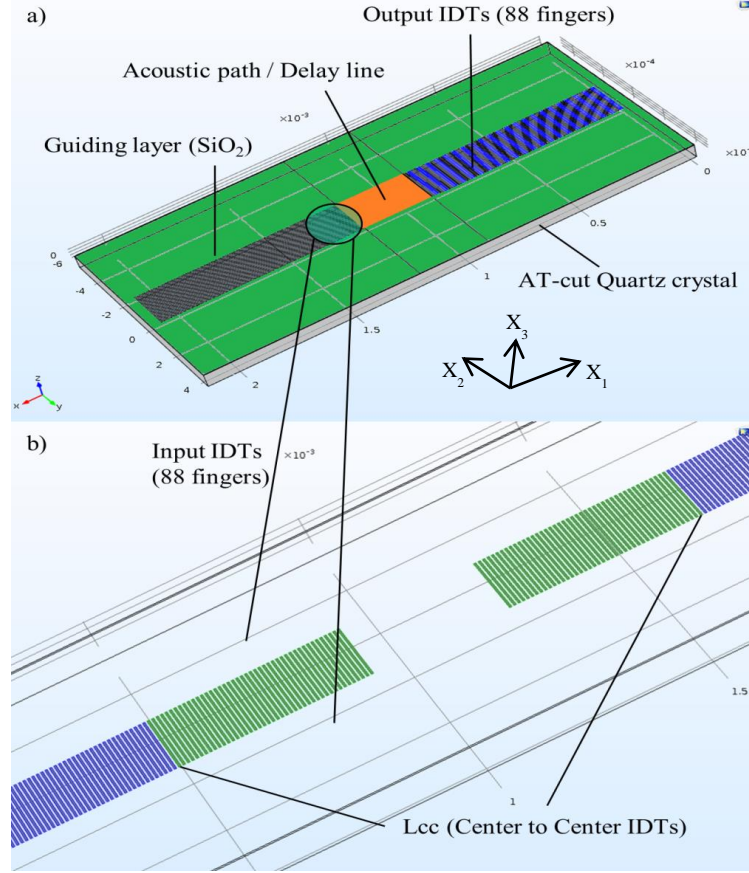 a)
Output IDTs (88 fingers)
Acoustic path / Delay line
×10⁻⁴
×10⁻³
Guiding layer (SiO₂)
0
0
-6
0.5
-4
AT-cut Quartz crystal
1
-2
1.5
0
X₃
2
2
X₂
X₁
4
z
x
y
b)
Input IDTs
(88 fingers)
×10⁻³
1.5
1
Lcc (Center to Center IDTs)